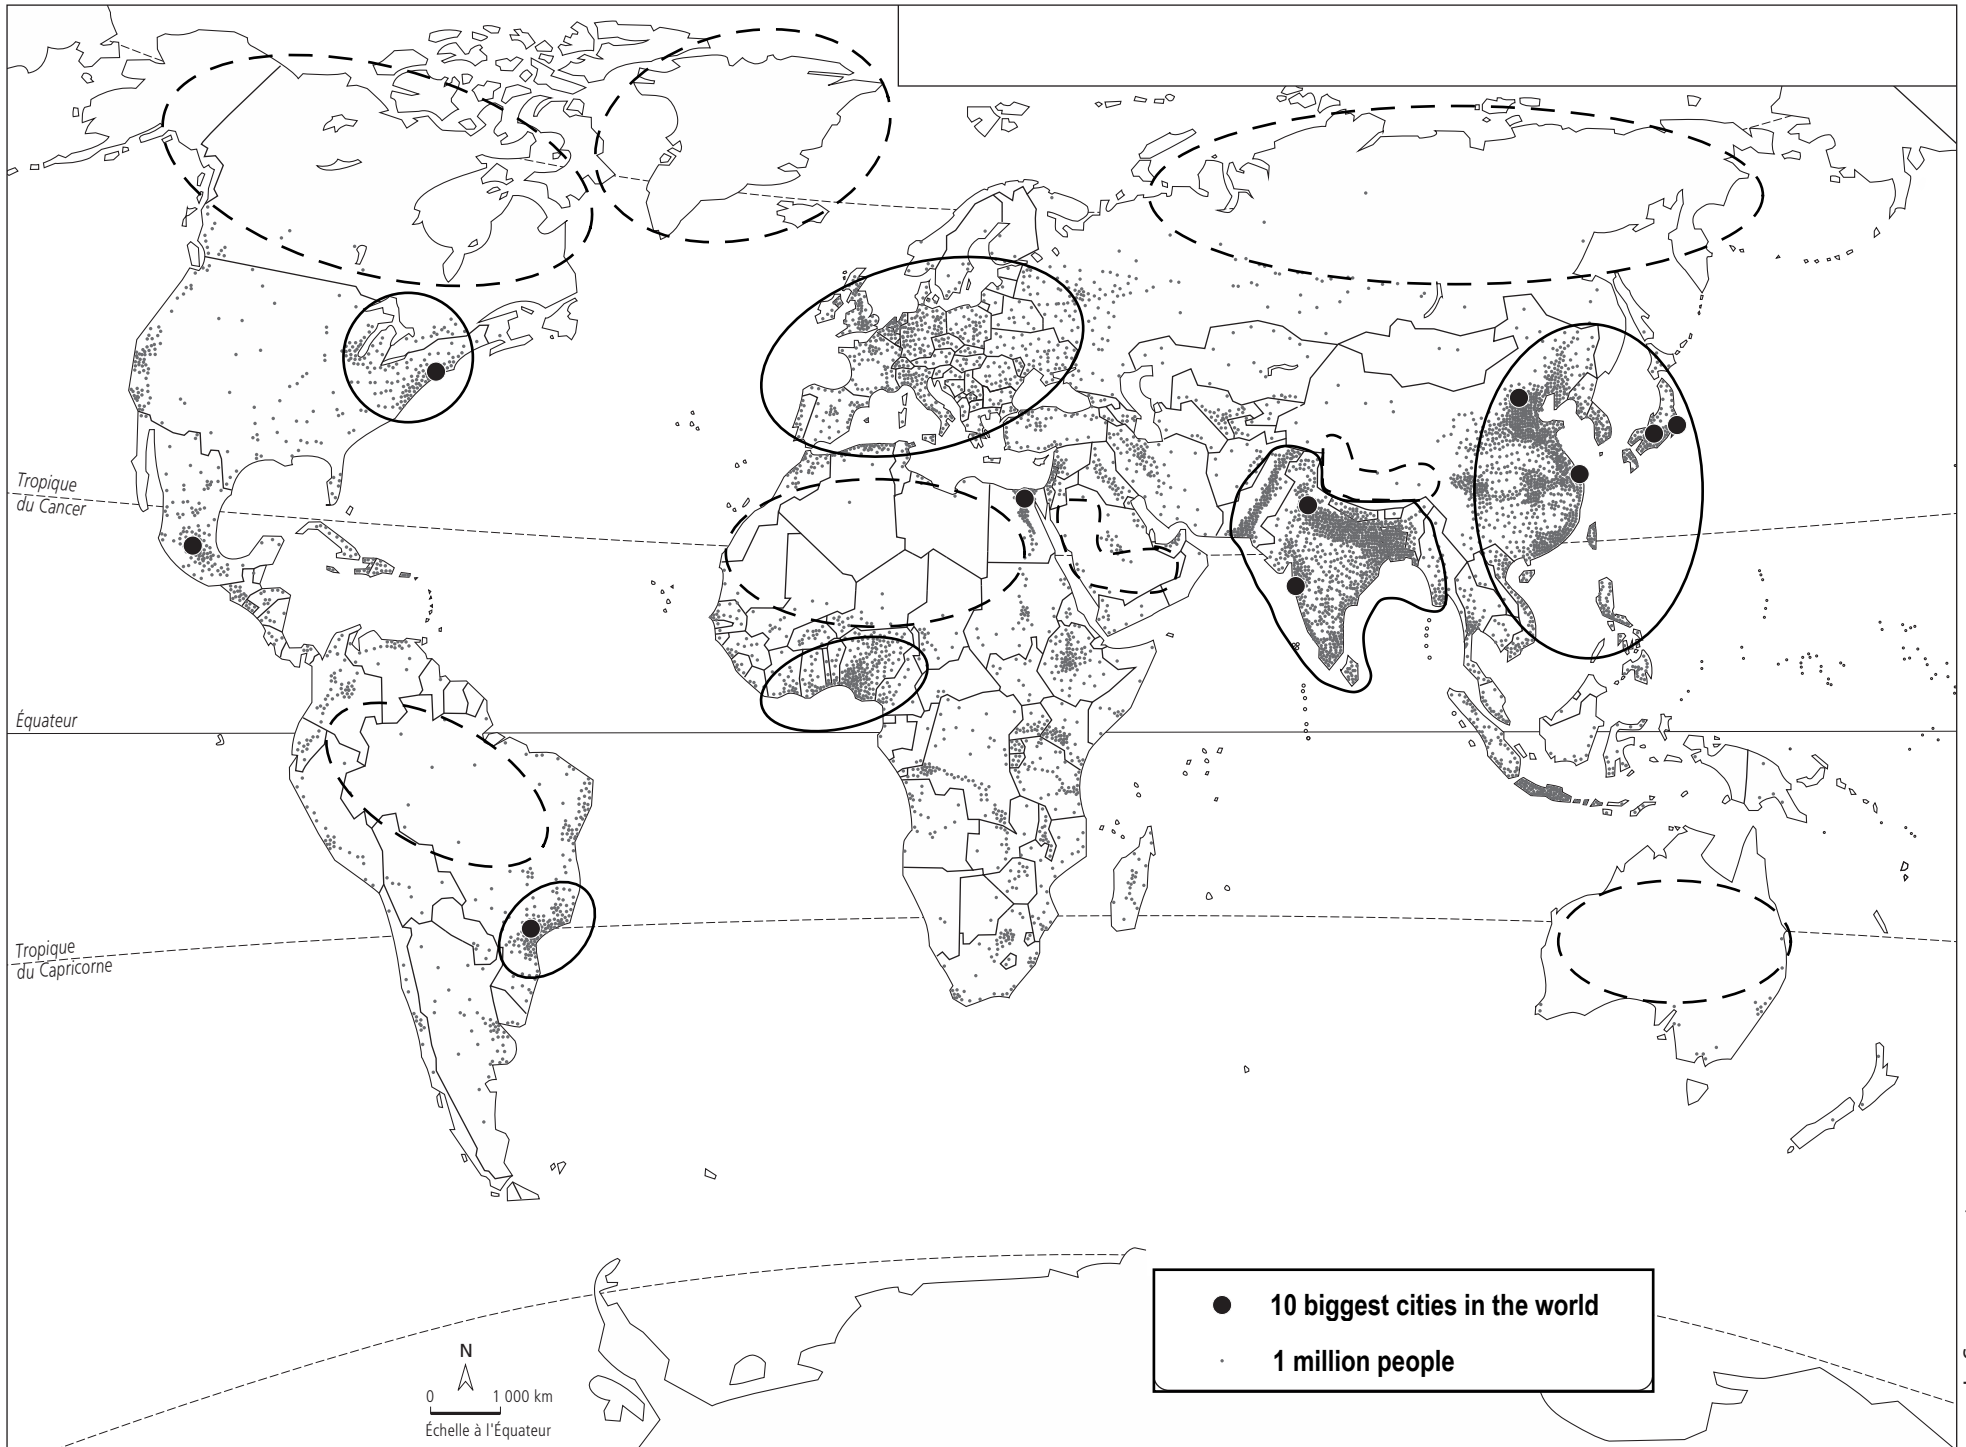 Tropique
du Cancer
Équateur
Tropique
du Capricorne
10 biggest cities in the world
1 million people
N
0 1 000 km
Échelle à l'Équateur